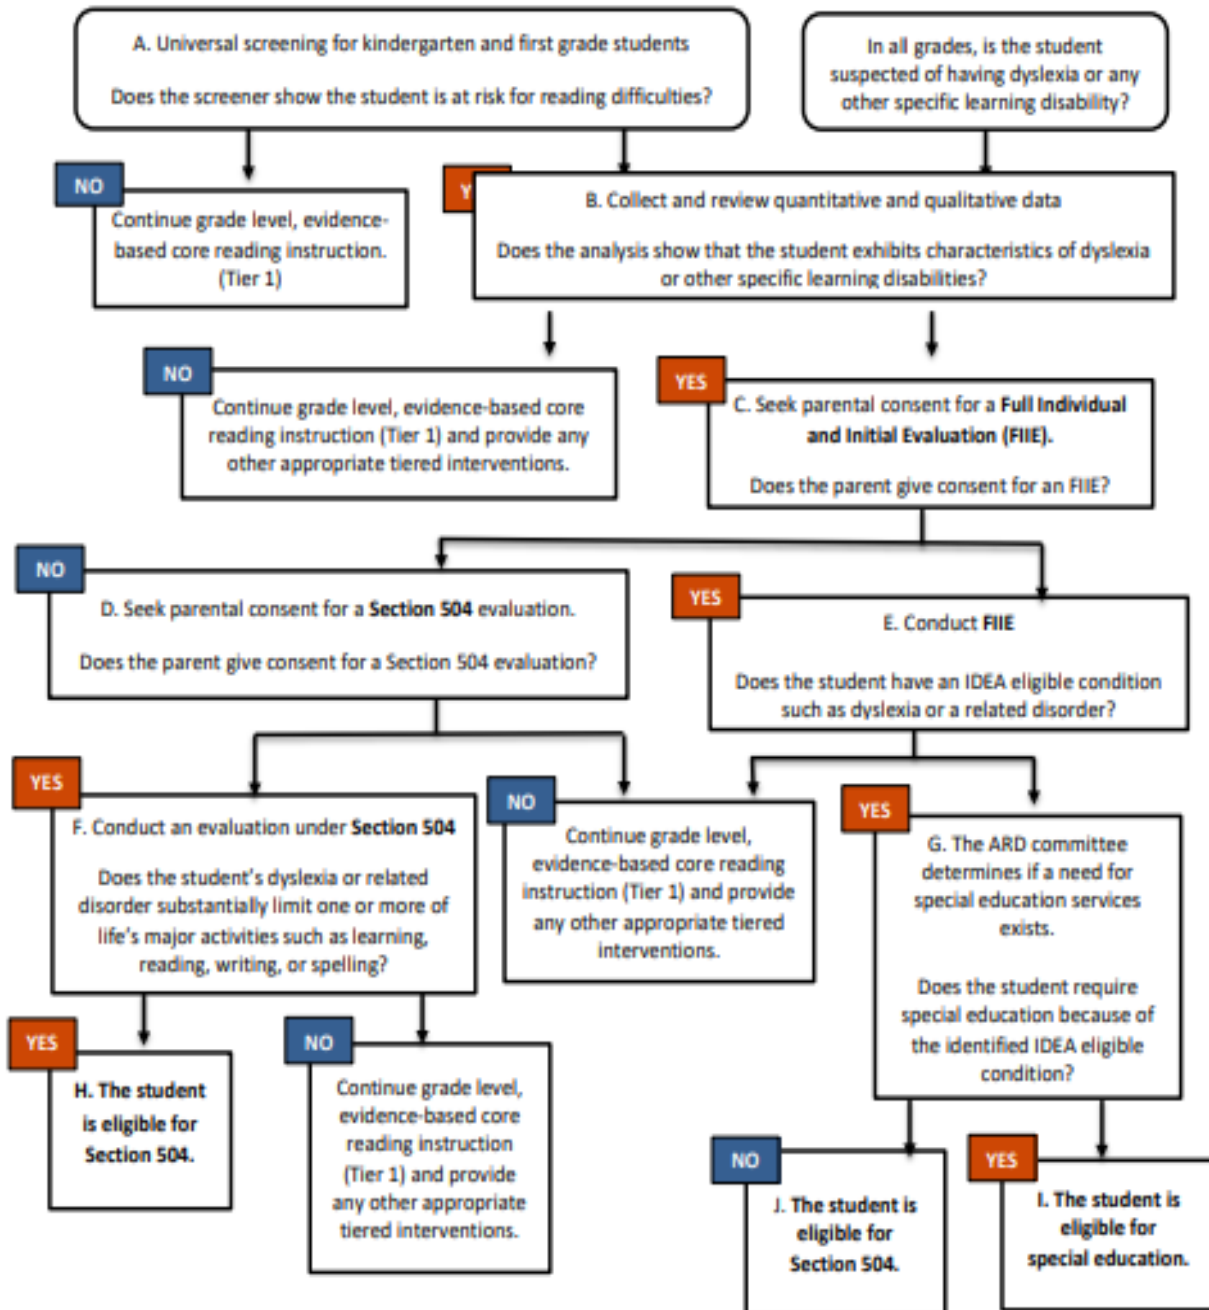 A. Universal screening for kindergarten and first grade students
Does the screener show the student is at risk for reading difficulties?
In all grades, is the student
suspected of having dyslexia or any
other specific learning disability?
NO
Continue grade level, evidence-
based core reading instruction.
(Tier 1)
Y
B. Collect and review quantitative and qualitative data
Does the analysis show that the student exhibits characteristics of dyslexia
or other specific learning disabilities?
NO
Continue grade level, evidence-based core
reading instruction (Tier 1) and provide any
other appropriate tiered interventions.
YES
C. Seek parental consent for a Full Individual
and Initial Evaluation (FIIE).
Does the parent give consent for an FIIE?
NO
D. Seek parental consent for a Section 504 evaluation.
Does the parent give consent for a Section 504 evaluation?
YES
E. Conduct FIIE
Does the student have an IDEA eligible condition
such as dyslexia or a related disorder?
YES
F. Conduct an evaluation under Section 504
Does the student's dyslexia or related
disorder substantially limit one or more of
life's major activities such as learning,
reading, writing, or spelling?
NO
Continue grade level,
evidence-based core reading
instruction (Tier 1) and provide
any other appropriate tiered
interventions.
YES
G. The ARD committee
determines if a need for
special education services
exists.
Does the student require
special education because of
the identified IDEA eligible
condition?
YES
H. The student
is eligible for
Section 504.
NO
Continue grade level,
evidence-based core
reading instruction
(Tier 1) and provide
any other appropriate
tiered interventions.
NO
J. The student is
eligible for
Section 504.
YES
I. The student is
eligible for
special education.